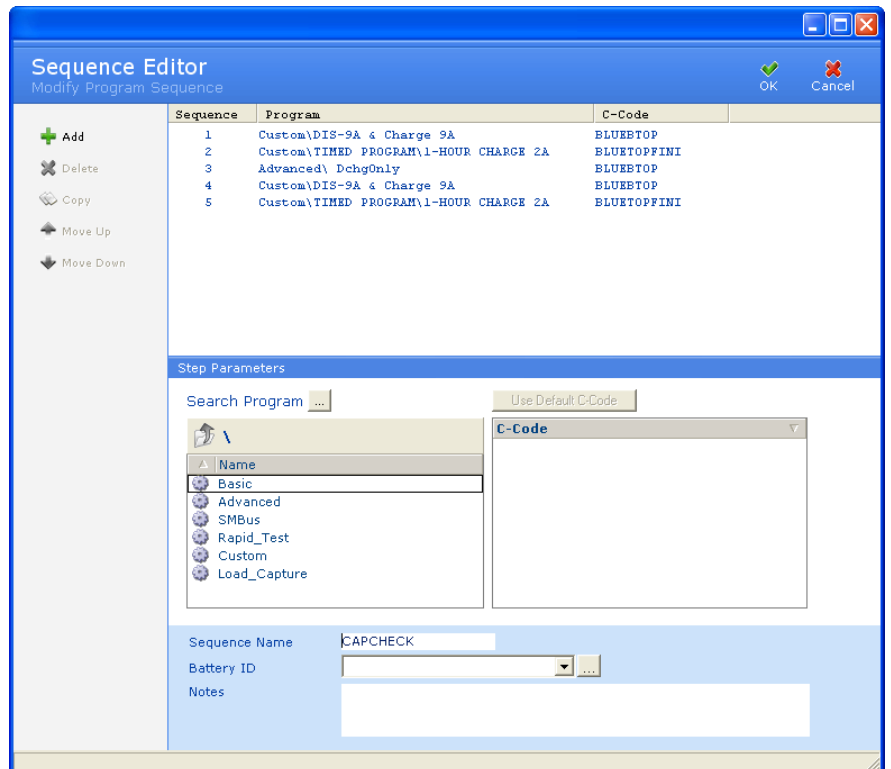 Sequence Editor
Modify Program Sequence
OK
Cancel
Add
Delete
Copy
Move Up
Move Down
Sequence Program C-Code
1 Custom\DIS-9A & Charge 9A BLUEBTOP
2 Custom\TIMED PROGRAM\1-HOUR CHARGE 2A BLUETOPFINI
3 Advanced\ DchgOnly BLUEBTOP
4 Custom\DIS-9A & Charge 9A BLUEBTOP
5 Custom\TIMED PROGRAM\1-HOUR CHARGE 2A BLUETOPFINI
Step Parameters
Search Program ...
Use Default C-Code
\
Name
Basic
Advanced
SMBus
Rapid_Test
Custom
Load_Capture
C-Code
Sequence Name CAPCHECK
Battery ID ...
Notes